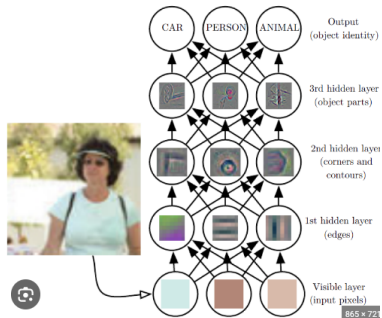 CAR PERSON ANIMAL
Output
(object identity)
3rd hidden layer
(object parts)
2nd hidden layer
(corners and
contours)
1st hidden layer
(edges)
Visible layer
(input pixels)
865 × 721